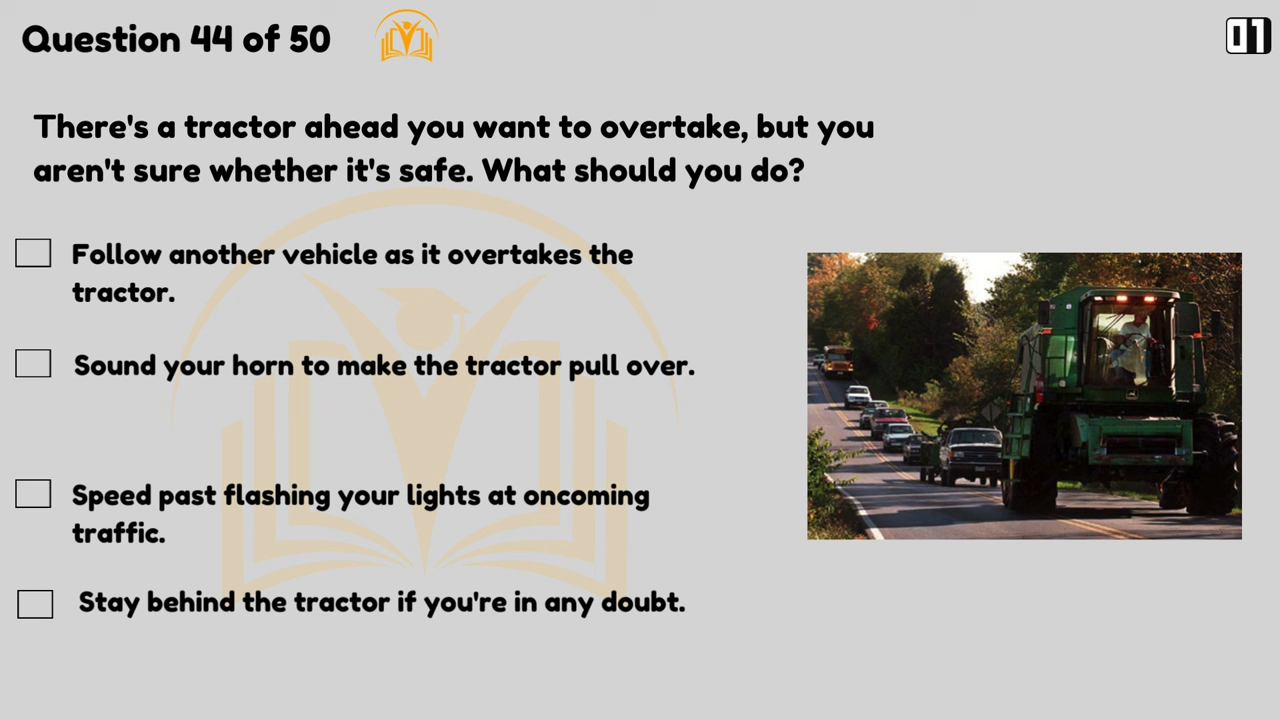 Question 44 of 50
01
There's a tractor ahead you want to overtake, but you
aren't sure whether it's safe. What should you do?
Follow another vehicle as it overtakes the
tractor.
Sound your horn to make the tractor pull over.
Speed past flashing your lights at oncoming
traffic.
Stay behind the tractor if you're in any doubt.